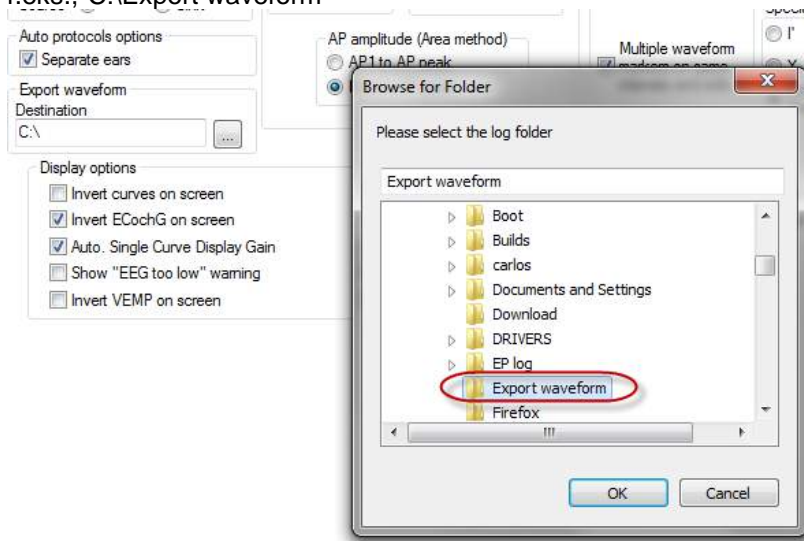 C:\Export waveform
Auto protocols options
Separate ears
Export waveform
Destination
C:\
...
AP amplitude (Area method)
AP1 to AP peak
Multiple waveform
Display options
Invert curves on screen
Invert ECochG on screen
Auto. Single Curve Display Gain
Show "EEG too low" warning
Invert VEMP on screen
Browse for Folder
Please select the log folder
Export waveform
Boot
Builds
carlos
Documents and Settings
Download
DRIVERS
EP log
Export waveform
Firefox
OK
Cancel